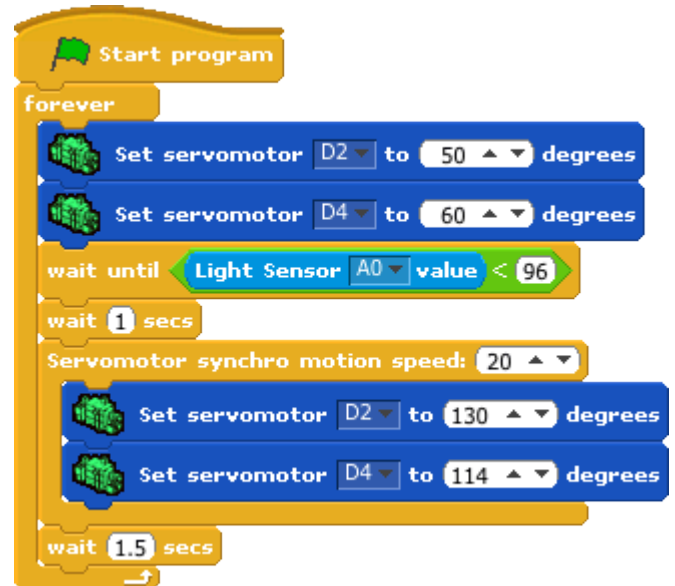 Start program
forever
Set servomotor D2 to 50 degrees
Set servomotor D4 to 60 degrees
wait until Light Sensor A0 value < 96
wait 1 secs
Servomotor synchro motion speed: 20
Set servomotor D2 to 130 degrees
Set servomotor D4 to 114 degrees
wait 1.5 secs